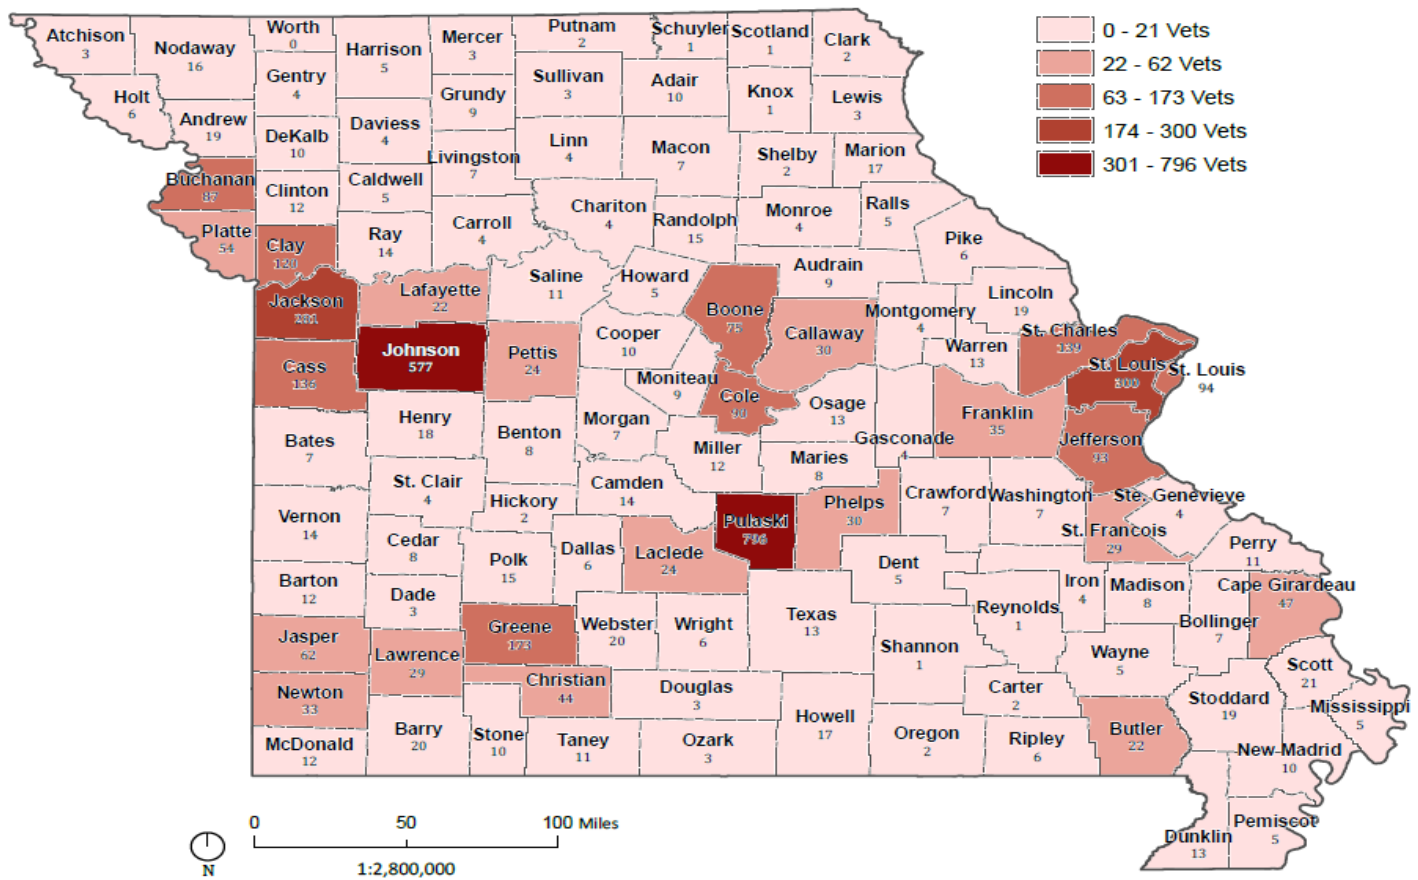 0 - 21 Vets
22 - 62 Vets
63 - 173 Vets
174 - 300 Vets
301 - 796 Vets
Atchison
3
Nodaway
16
Worth
0
Harrison
5
Mercer
3
Putnam
2
Schuyler
1
Scotland
1
Clark
2
Holt
6
Gentry
4
Grundy
9
Sullivan
3
Adair
10
Knox
1
Lewis
3
Andrew
19
DeKalb
10
Daviess
4
Livingston
7
Linn
4
Macon
7
Shelby
2
Marion
17
Buchanan
87
Clinton
12
Caldwell
5
Carroll
4
Chariton
4
Randolph
15
Monroe
4
Ralls
5
Platte
54
Clay
Ray
14
Pike
6
Saline
11
Howard
5
Audrain
9
Jackson
281
Lafayette
22
Boone
75
Callaway
30
Montgomery
4
Lincoln
19
Johnson
577
Pettis
24
Cooper
10
Warren
13
St. Charles
139
St. Louis
300
St. Louis
94
Cass
Moniteau
9
Cole
Osage
13
Gasconade
4
Franklin
35
Jefferson
93
Bates
7
Henry
18
Benton
8
Morgan
7
Miller
12
Maries
8
St. Clair
4
Hickory
2
Camden
14
Pulaski
796
Phelps
30
Crawford
7
Washington
7
Ste. Genevieve
4
St. Francois
29
Vernon
14
Cedar
8
Polk
15
Dallas
6
Laclede
24
Dent
5
Perry
11
Barton
12
Dade
3
Iron
4
Madison
8
Cape Girardeau
47
Jasper
62
Lawrence
29
Greene
173
Webster
20
Wright
6
Texas
13
Reynolds
1
Bollinger
7
Shannon
1
Wayne
5
Scott
21
Newton
33
Christian
44
Douglas
3
Howell
17
Carter
2
Stoddard
19
Mississippi
5
McDonald
12
Barry
20
Stone
10
Taney
11
Ozark
3
Oregon
2
Ripley
6
Butler
22
New Madrid
10
Dunklin
13
Pemiscot
5
N
0 50 100 Miles
1:2,800,000